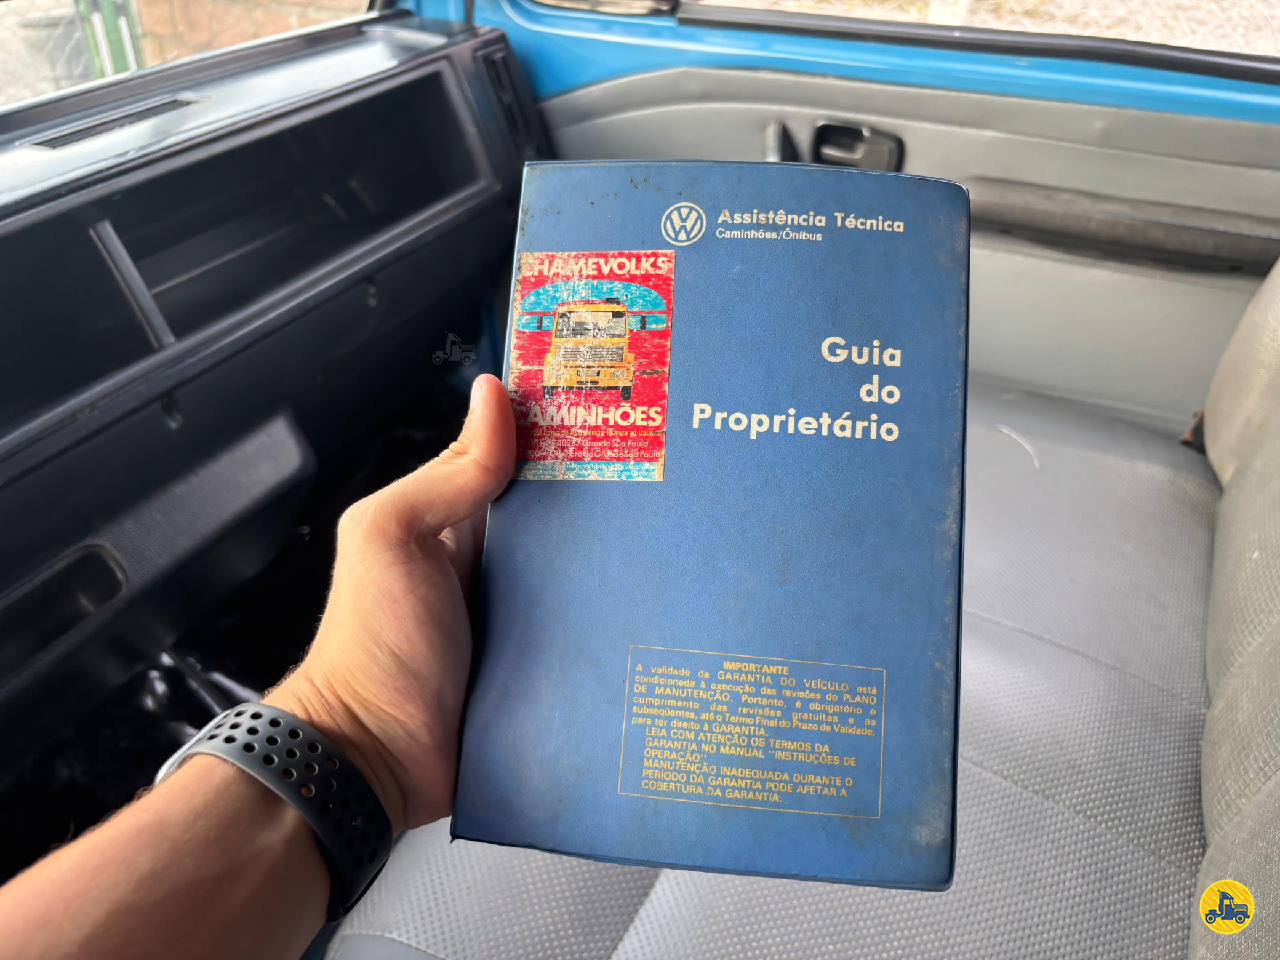 Assistência Técnica
Caminhões/Ônibus
CHAMEVOLKS
CAMINHÕES
Grande São Paulo
Guia
do
Proprietário
IMPORTANTE
A validade da GARANTIA DO VEÍCULO está
condicionada à execução das revisões do PLANO
DE MANUTENÇÃO. Portanto, é obrigatório o
cumprimento das revisões gratuitas e as
subseqüentes, até o Termo Final do Prazo de Validade,
para ter direito à GARANTIA.
LEIA COM ATENÇÃO OS TERMOS DA
GARANTIA NO MANUAL "INSTRUÇÕES DE
OPERAÇÃO"
MANUTENÇÃO INADEQUADA DURANTE O
PERÍODO DA GARANTIA PODE AFETAR A
COBERTURA DA GARANTIA.